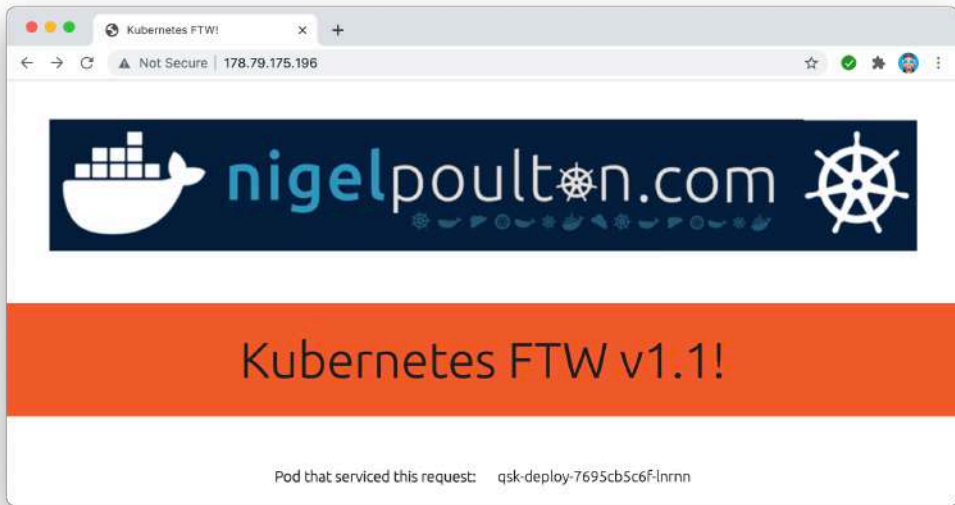 Kubernetes FTW!
Not Secure | 178.79.175.196
nigelpoulton.com
Kubernetes FTW v1.1!
Pod that serviced this request: qsk-deploy-7695cb5c6f-lnrnn